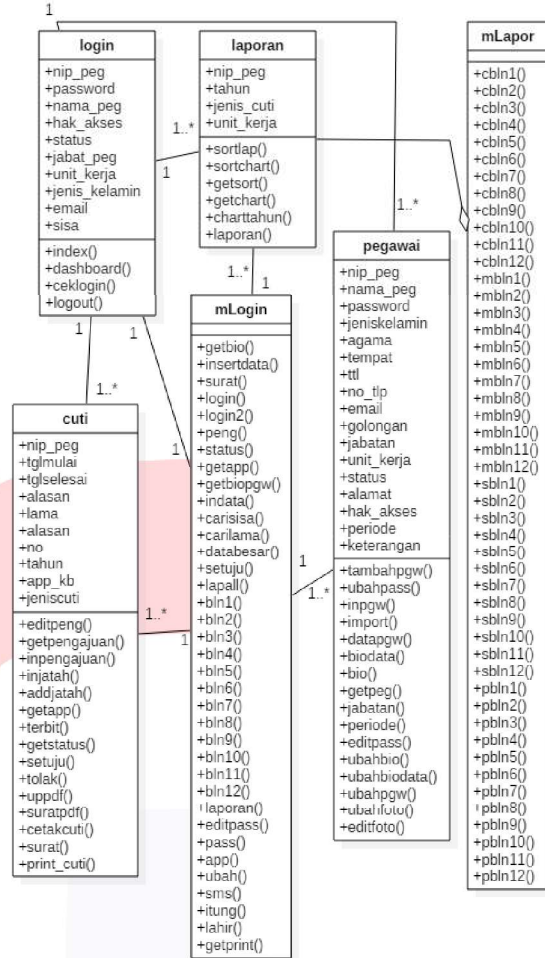 login
+nip_peg
+password
+nama_peg
+hak_akses
+status
+jabat_peg
+unit_kerja
+jenis_kelamin
+email
+sisa
+index()
+dashboard()
+ceklogin()
+logout()
laporan
+nip_peg
+tahun
+jenis_cuti
+unit_kerja
+sortlap()
+sortchart()
+getsort()
+getchart()
+charttahun()
+laporan()
mLapor
+cbln1()
+cbln2()
+cbln3()
+cbln4()
+cbln5()
+cbln6()
+cbln7()
+cbln8()
+cbln9()
+cbln10()
+cbln11()
+cbln12()
+mbln1()
+mbln2()
+mbln3()
+mbln4()
+mbln5()
+mbln6()
+mbln7()
+mbln8()
+mbln9()
+mbln10()
+mbln11()
+mbln12()
+sbln1()
+sbln2()
+sbln3()
+sbln4()
+sbln5()
+sbln6()
+sbln7()
+sbln8()
+sbln9()
+sbln10()
+sbln11()
+sbln12()
+pbln1()
+pbln2()
+pbln3()
+pbln4()
+pbln5()
+pbln6()
+pbln7()
+pbln8()
+pbln9()
+pbln10()
+pbln11()
+pbln12()
pegawai
+nip_peg
+nama_peg
+password
+jeniskelamin
+agama
+tempat
+ttl
+no_tlp
+email
+golongan
+jabatan
+unit_kerja
+status
+alamat
+hak_akses
+periode
+keterangan
+tambahpgw()
+ubahpass()
+inpgw()
+import()
+datapgw()
+biodata()
+bio()
+getpeg()
+jabatan()
+periode()
+editpass()
+ubahbio()
+ubahbiodata()
+ubahpgw()
+ubahfoto()
+editfoto()
mLogin
+getbio()
+insertdata()
+surat()
+login()
+login2()
+peng()
+status()
+getapp()
+getbiopgw()
+indata()
+carisisa()
+carilama()
+databesar()
+setuju()
+lapall()
+bln1()
+bln2()
+bln3()
+bln4()
+bln5()
+bln6()
+bln7()
+bln8()
+bln9()
+bln10()
+bln11()
+bln12()
+laporan()
+editpass()
+pass()
+app()
+ubah()
+sms()
+itung()
+lahir()
+getprint()
cuti
+nip_peg
+tglmulai
+tglselesai
+alasan
+lama
+alasan
+no
+tahun
+app_kb
+jeniscuti
+editpeng()
+getpengajuan()
+inpengajuan()
+injatah()
+addjatah()
+getapp()
+terbit()
+getstatus()
+setuju()
+tolak()
+uppdf()
+suratpdf()
+cetakcuti()
+surat()
+print_cuti()
1
1..*
1
1..*
1..*
1
1
1
1..*
1
1
1..*
1..*
1